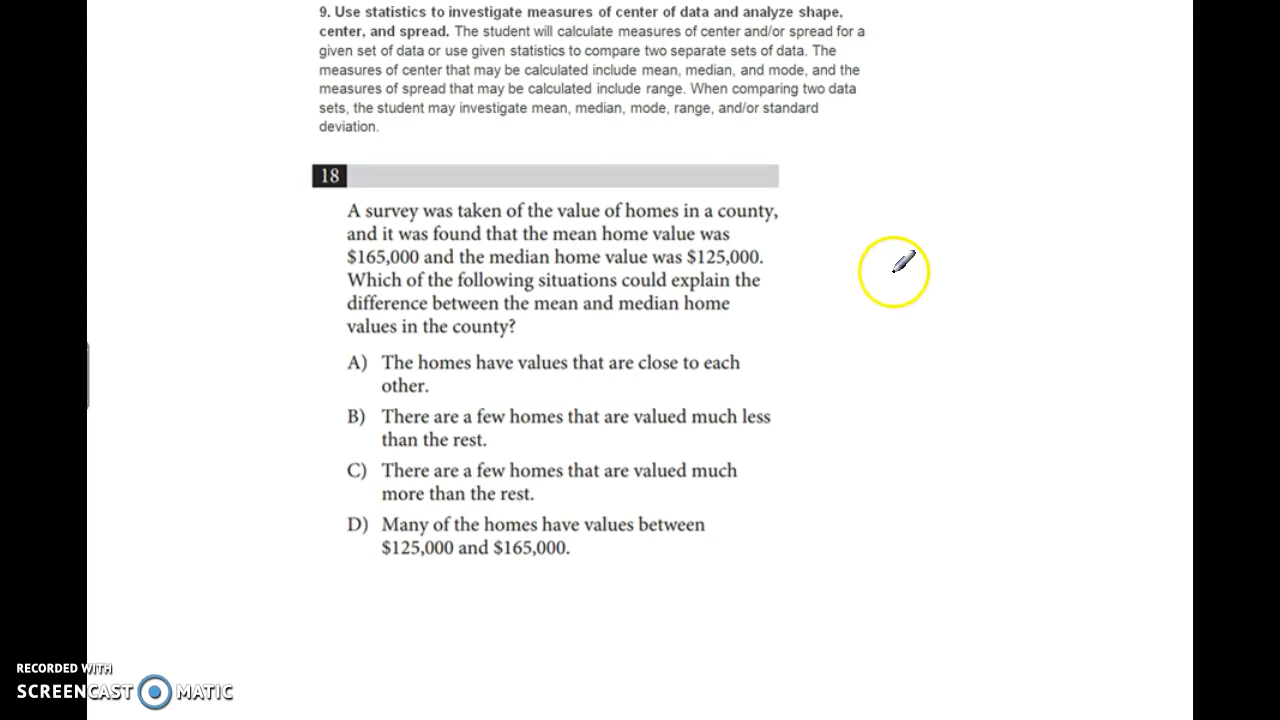 9. Use statistics to investigate measures of center of data and analyze shape,
center, and spread. The student will calculate measures of center and/or spread for a
given set of data or use given statistics to compare two separate sets of data. The
measures of center that may be calculated include mean, median, and mode, and the
measures of spread that may be calculated include range. When comparing two data
sets, the student may investigate mean, median, mode, range, and/or standard
deviation.
18
A survey was taken of the value of homes in a county,
and it was found that the mean home value was
$165,000 and the median home value was $125,000.
Which of the following situations could explain the
difference between the mean and median home
values in the county?
A) The homes have values that are close to each
other.
B) There are a few homes that are valued much less
than the rest.
C) There are a few homes that are valued much
more than the rest.
D) Many of the homes have values between
$125,000 and $165,000.
RECORDED WITH
SCREENCAST MATIC